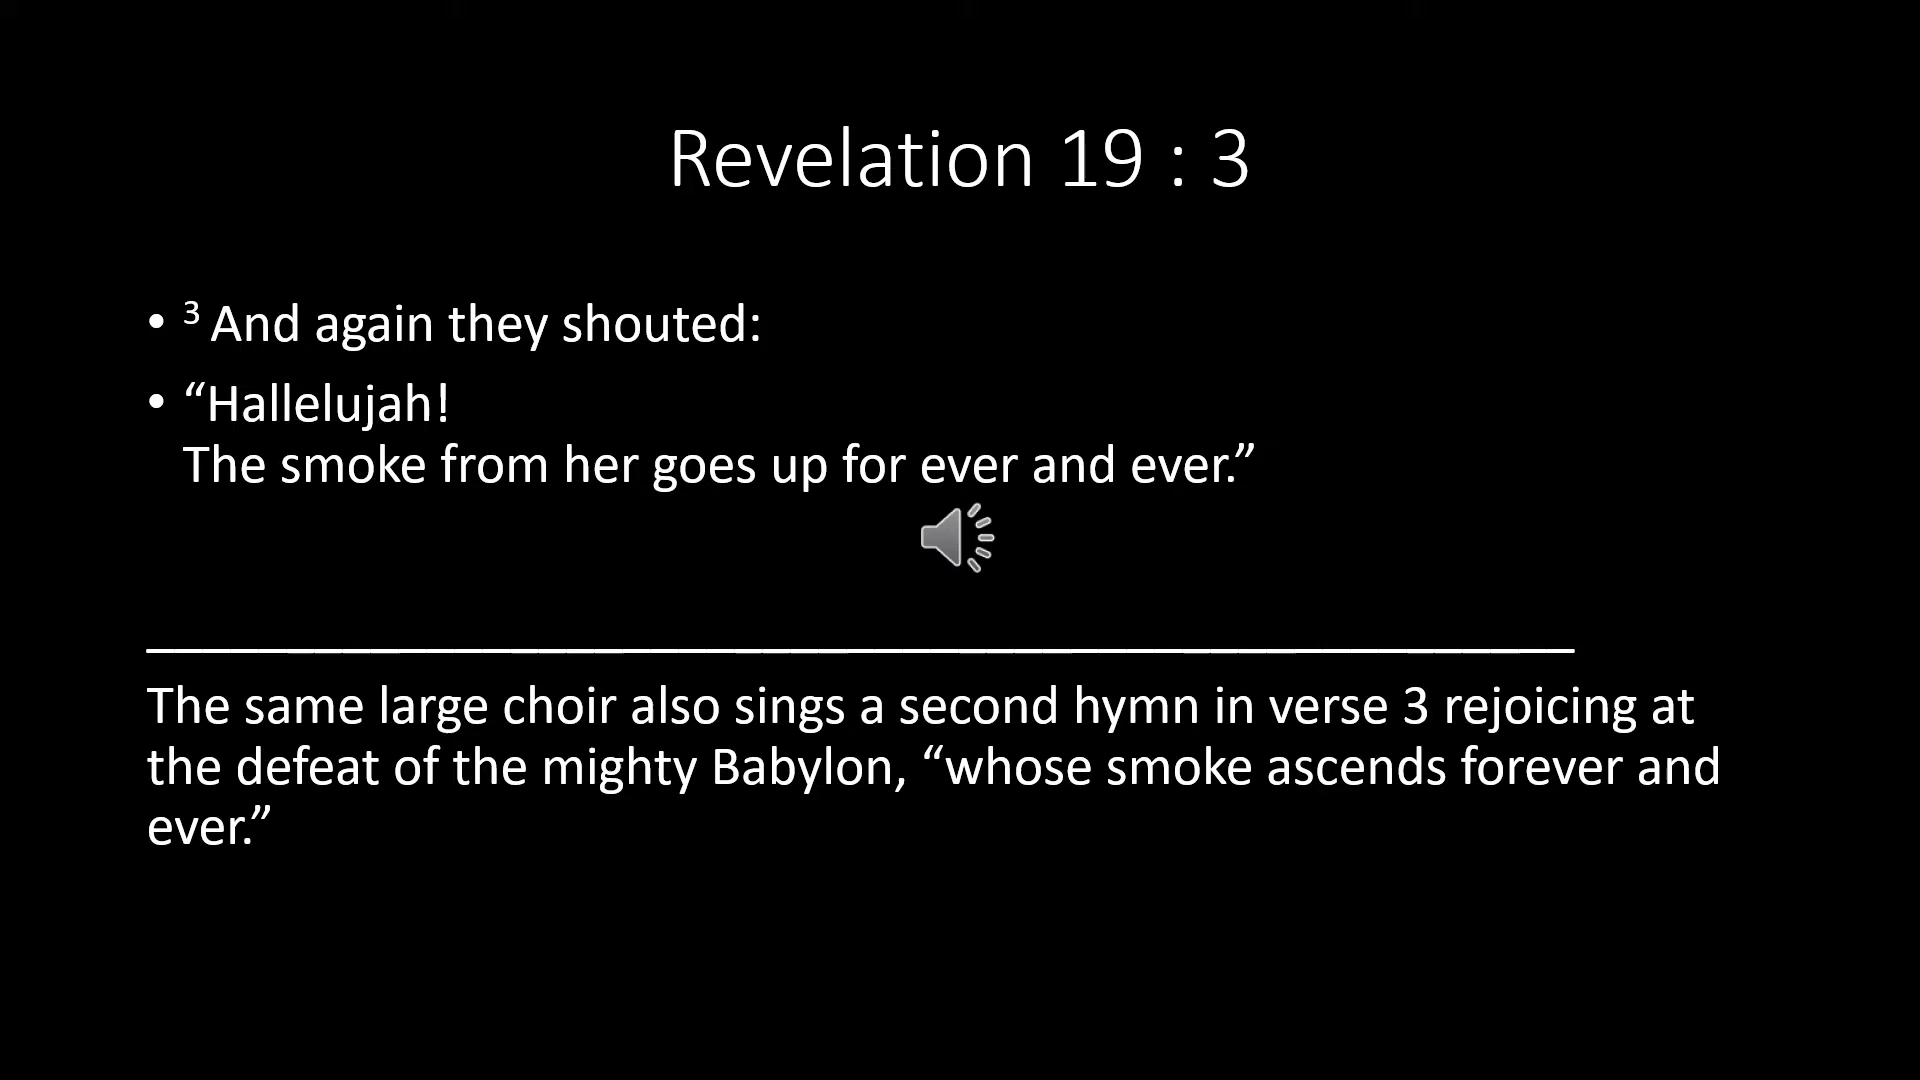 Revelation 19 : 3
• ³ And again they shouted:
• “Hallelujah!
The smoke from her goes up for ever and ever.”
The same large choir also sings a second hymn in verse 3 rejoicing at
the defeat of the mighty Babylon, “whose smoke ascends forever and
ever.”